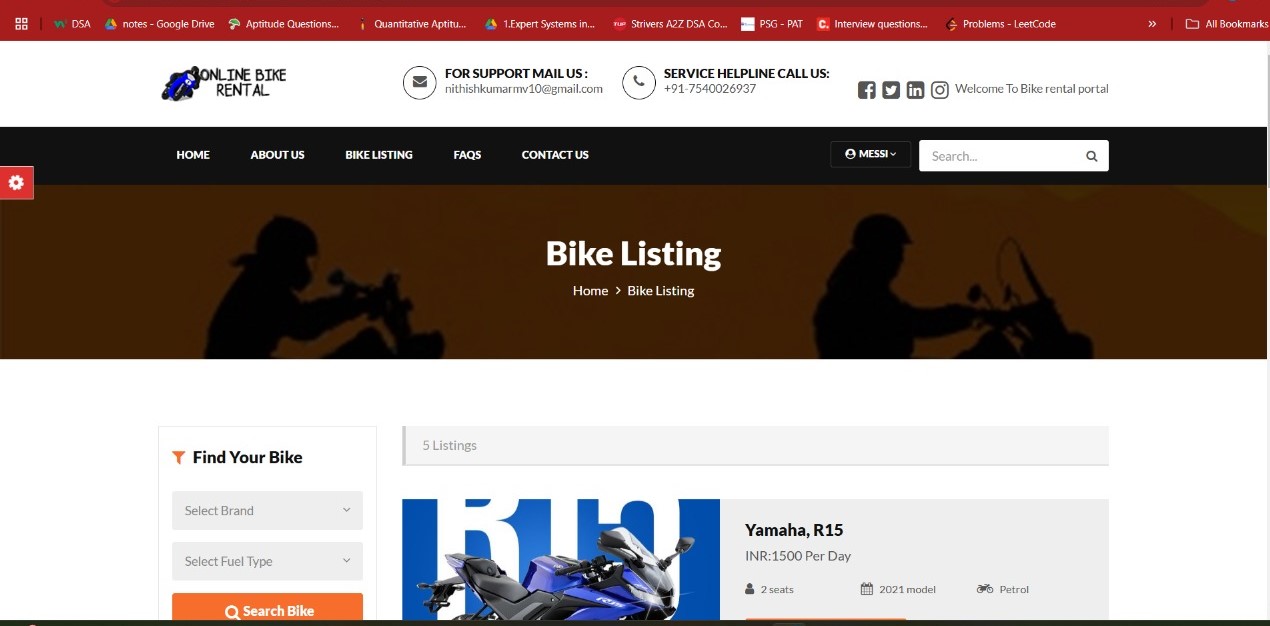 DSA
notes - Google Drive
Aptitude Questions...
Quantitative Aptitu...
1.Expert Systems in...
Strivers A2Z DSA Co...
PSG - PAT
Interview questions...
Problems - LeetCode
»
All Bookmarks
ONLINE BIKE
RENTAL
FOR SUPPORT MAIL US :
nithishkumarmv10@gmail.com
SERVICE HELPLINE CALL US:
+91-7540026937
Welcome To Bike rental portal
HOME
ABOUT US
BIKE LISTING
FAQS
CONTACT US
MESSI
Search...
Bike Listing
Home > Bike Listing
Find Your Bike
5 Listings
Select Brand
Select Fuel Type
Search Bike
R15
Yamaha, R15
INR:1500 Per Day
2 seats
2021 model
Petrol